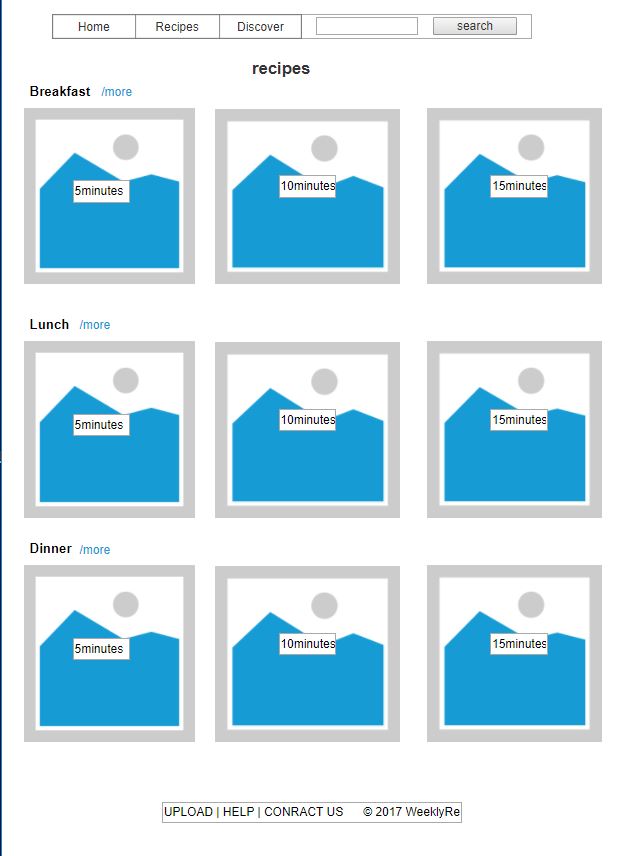 Home Recipes Discover search
recipes
Breakfast /more
5minutes 10minutes 15minutes
Lunch /more
5minutes 10minutes 15minutes
Dinner /more
5minutes 10minutes 15minutes
UPLOAD | HELP | CONRACT US © 2017 WeeklyRe